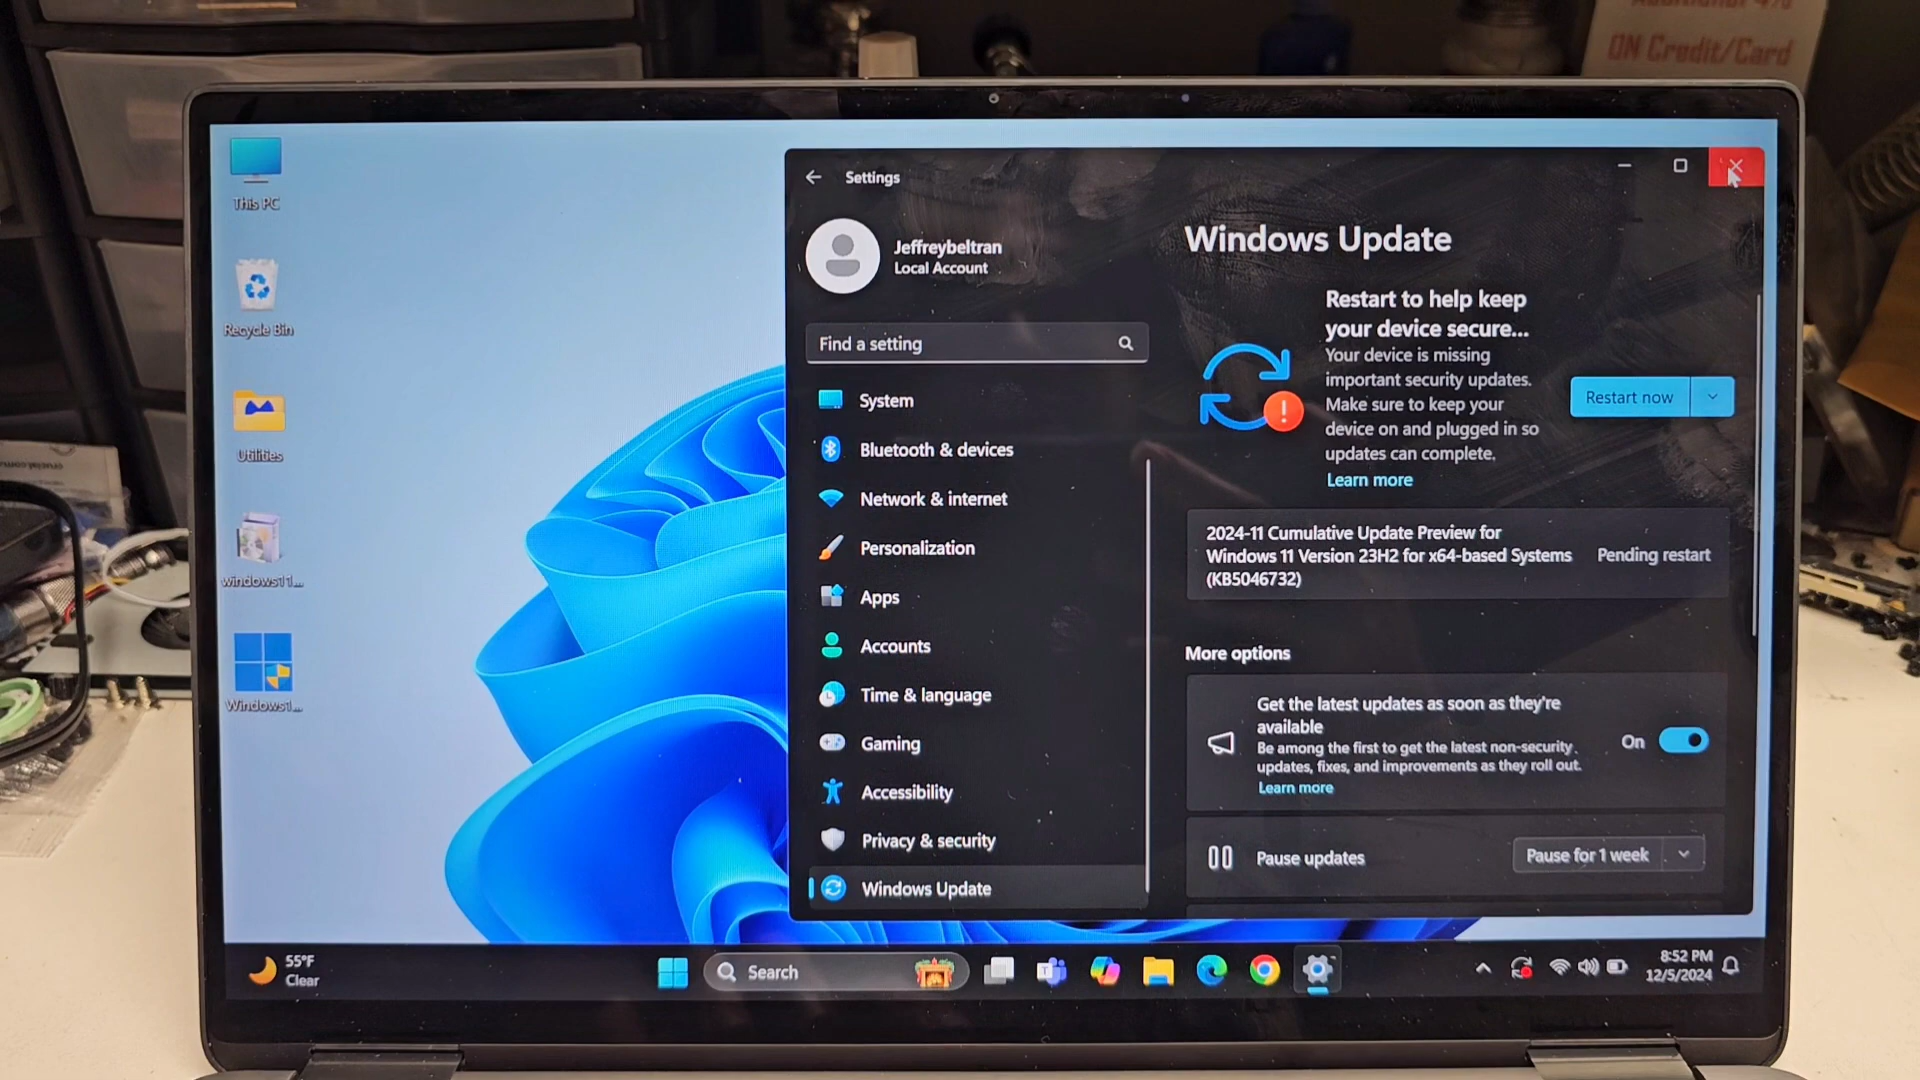 ON Credit/Card
This PC
Recycle Bin
Utilities
windows11...
Windows1...
Settings
Jeffreybeltran
Local Account
Find a setting
System
Bluetooth & devices
Network & internet
Personalization
Apps
Accounts
Time & language
Gaming
Accessibility
Privacy & security
Windows Update
Windows Update
Restart to help keep
your device secure...
Your device is missing
important security updates.
Make sure to keep your
device on and plugged in so
updates can complete.
Learn more
Restart now
2024-11 Cumulative Update Preview for
Windows 11 Version 23H2 for x64-based Systems
(KB5046732)
Pending restart
More options
Get the latest updates as soon as they're
available
Be among the first to get the latest non-security
updates, fixes, and improvements as they roll out.
Learn more
On
Pause updates
Pause for 1 week
55°F
Clear
Search
8:52 PM
12/5/2024